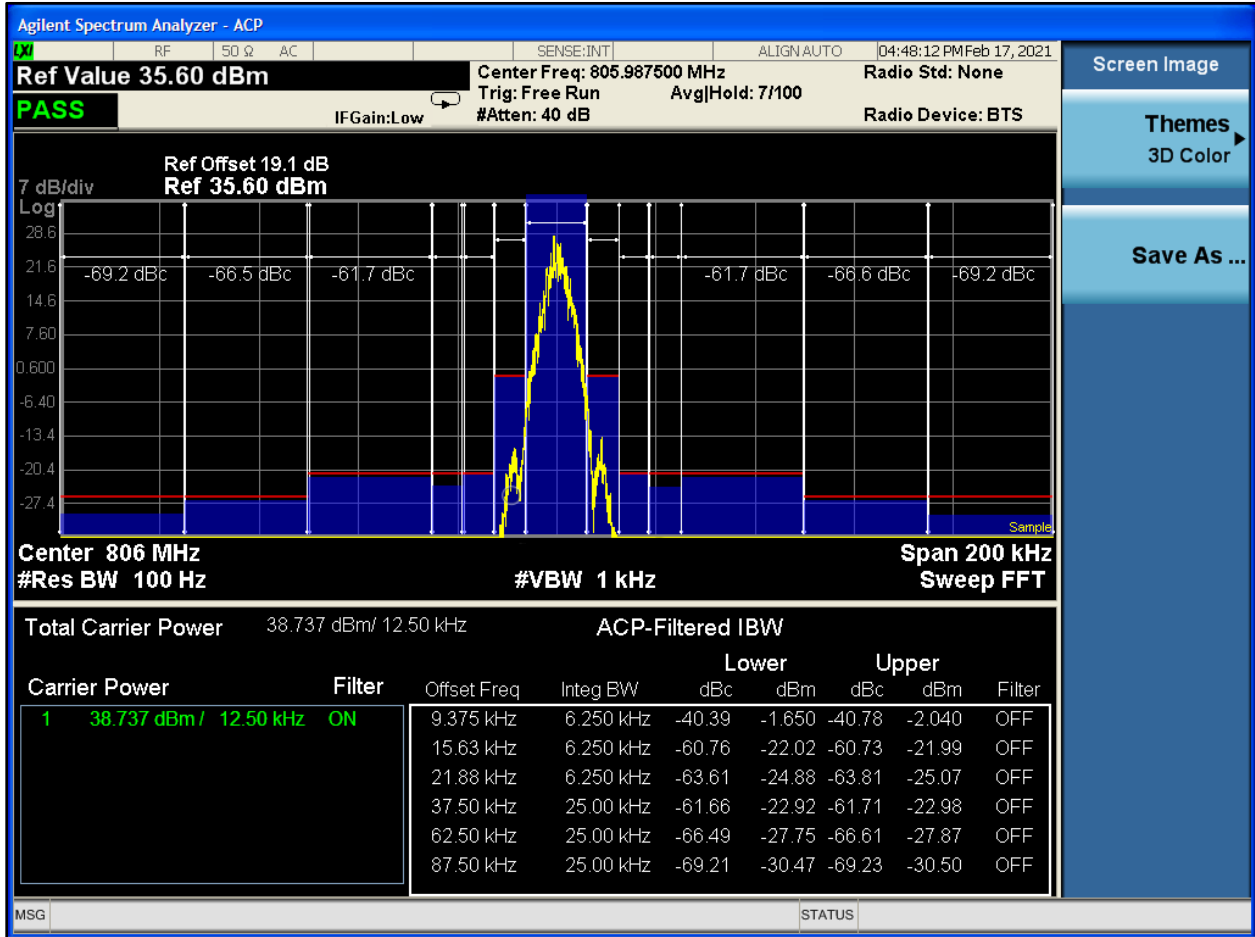 Agilent Spectrum Analyzer - ACP
LXI RF 50 Ω AC SENSE:INT ALIGN AUTO 04:48:12 PM Feb 17, 2021
Ref Value 35.60 dBm Center Freq: 805.987500 MHz Radio Std: None
Trig: Free Run Avg|Hold: 7/100
PASS IFGain:Low #Atten: 40 dB Radio Device: BTS
Screen Image
Themes
3D Color
Save As ...
Ref Offset 19.1 dB
7 dB/div Ref 35.60 dBm
Log
28.6
21.6
14.6
7.60
0.600
-6.40
-13.4
-20.4
-27.4
-69.2 dBc -66.5 dBc -61.7 dBc -61.7 dBc -66.6 dBc -69.2 dBc
Sample
Center 806 MHz Span 200 kHz
#Res BW 100 Hz #VBW 1 kHz Sweep FFT
Total Carrier Power 38.737 dBm/ 12.50 kHz ACP-Filtered IBW
Lower Upper
Carrier Power Filter Offset Freq Integ BW dBc dBm dBc dBm Filter
1 38.737 dBm / 12.50 kHz ON 9.375 kHz 6.250 kHz -40.39 -1.650 -40.78 -2.040 OFF
15.63 kHz 6.250 kHz -60.76 -22.02 -60.73 -21.99 OFF
21.88 kHz 6.250 kHz -63.61 -24.88 -63.81 -25.07 OFF
37.50 kHz 25.00 kHz -61.66 -22.92 -61.71 -22.98 OFF
62.50 kHz 25.00 kHz -66.49 -27.75 -66.61 -27.87 OFF
87.50 kHz 25.00 kHz -69.21 -30.47 -69.23 -30.50 OFF
MSG STATUS